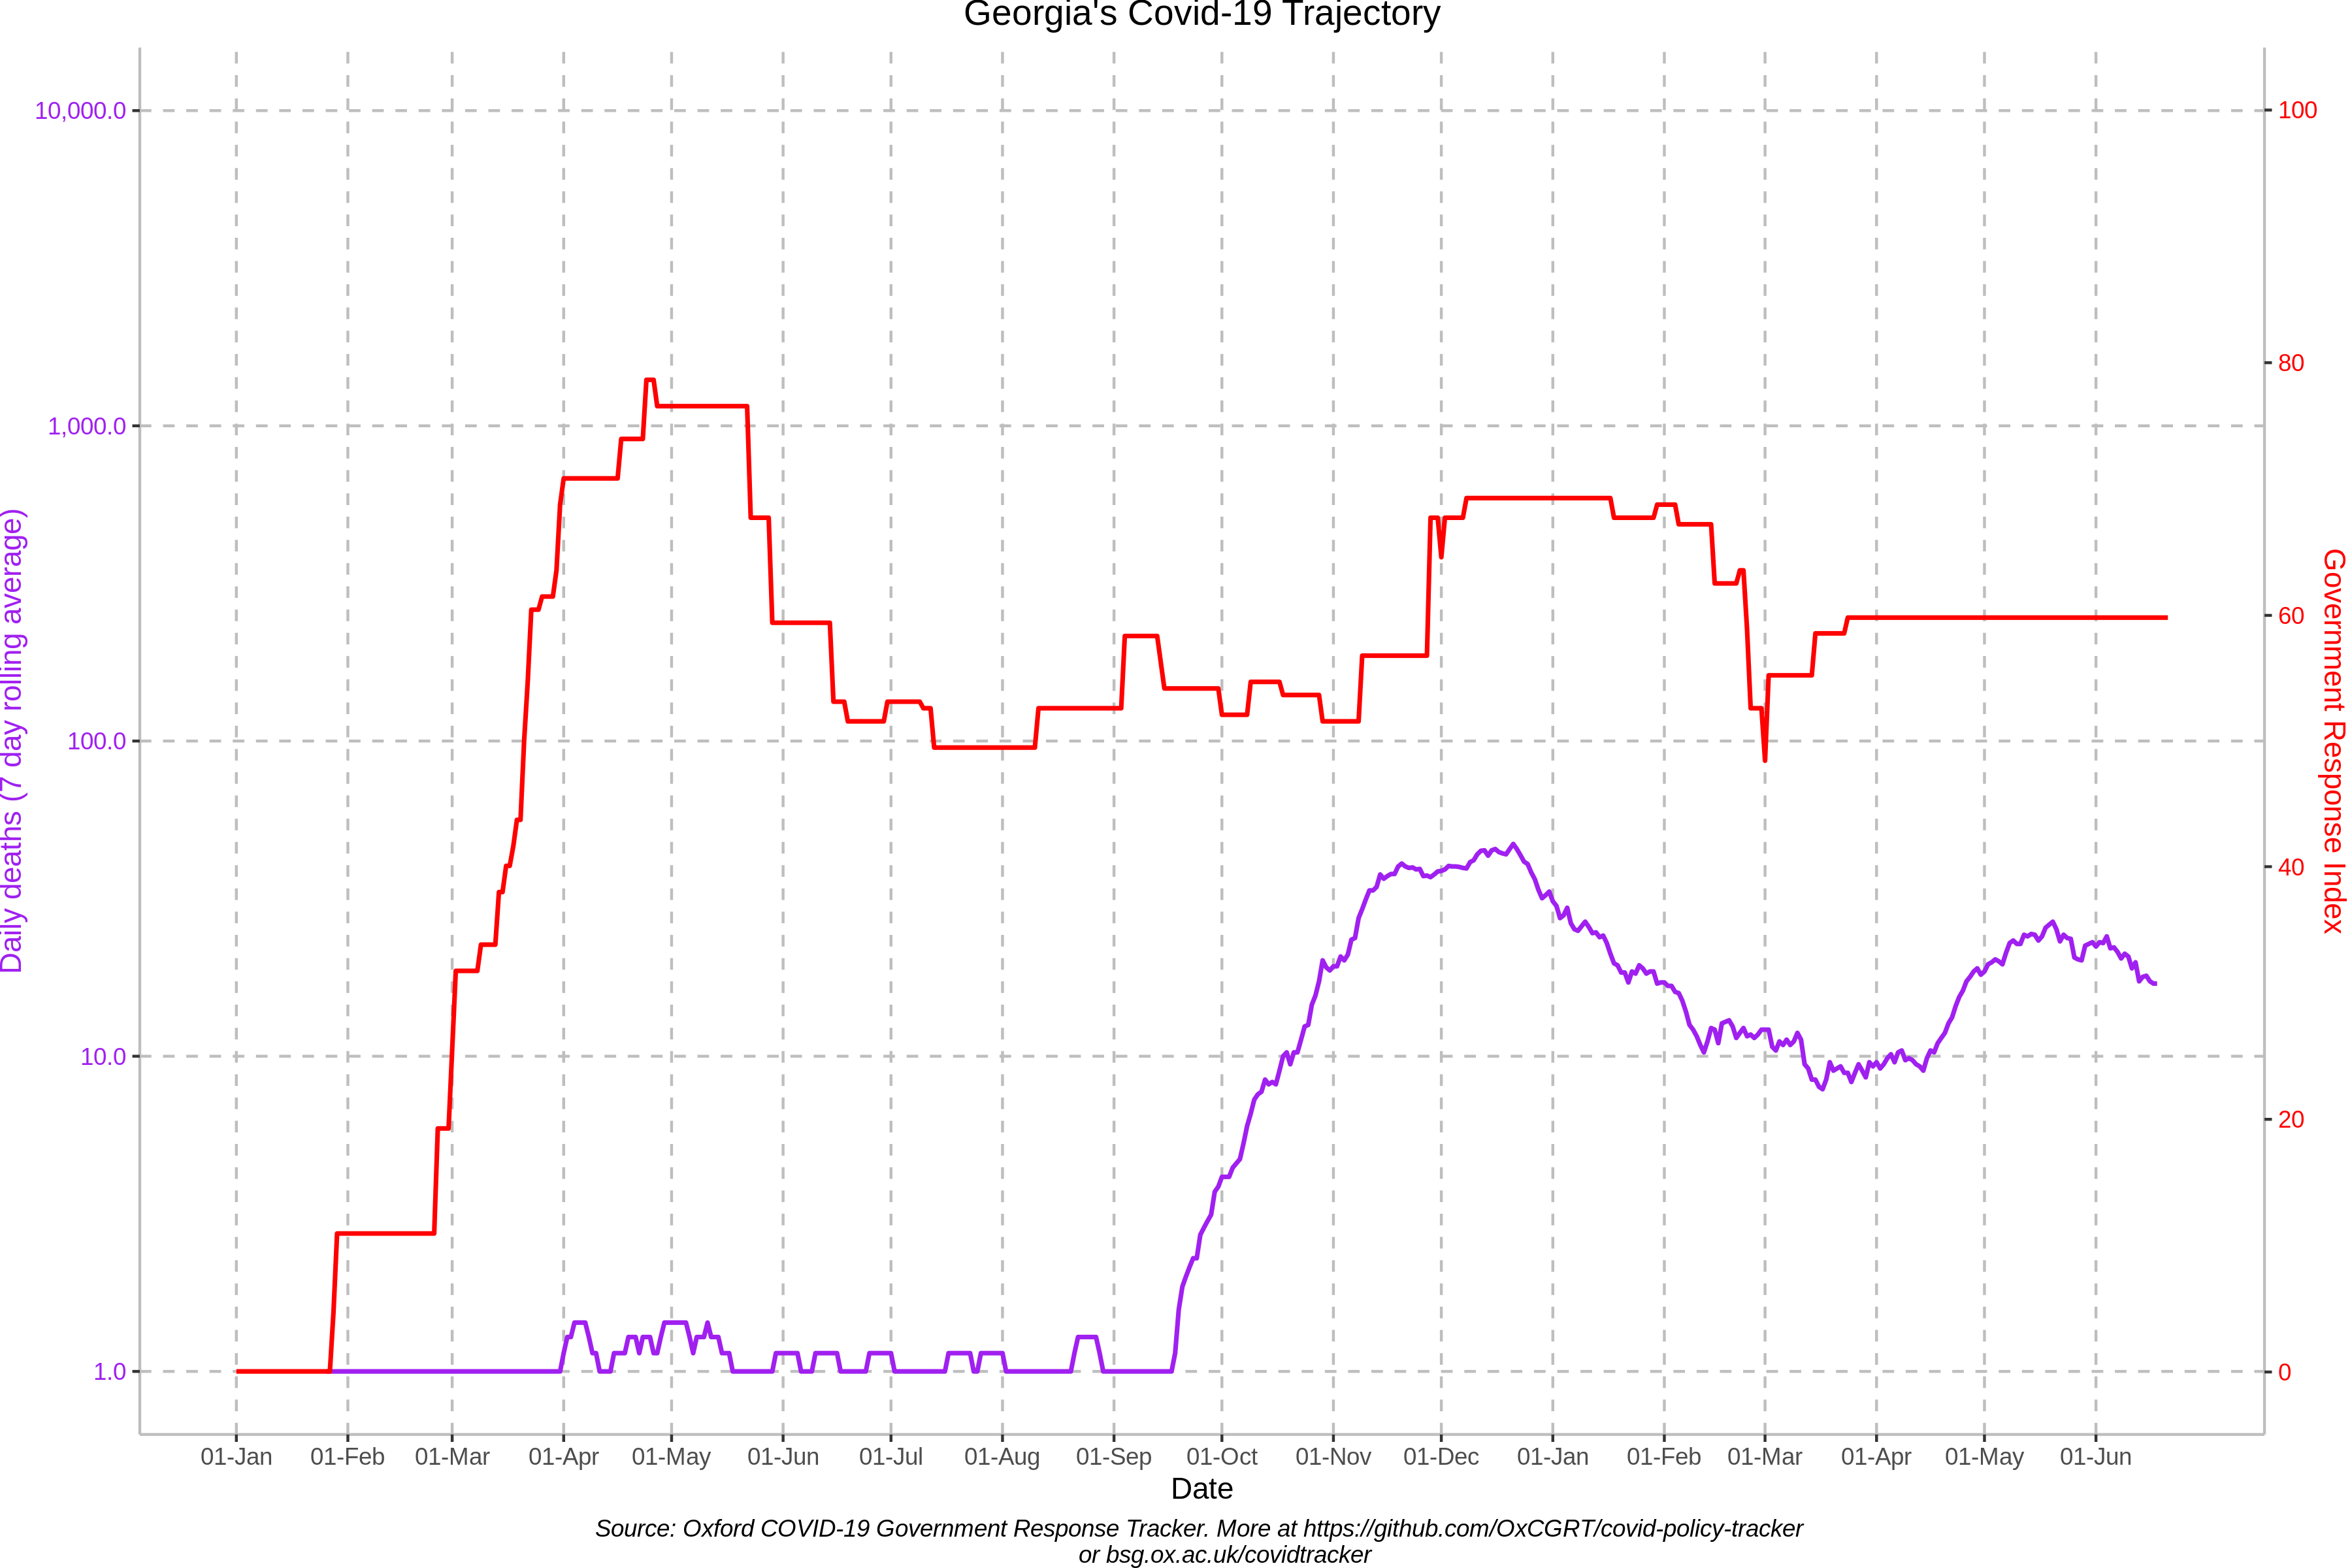 Georgia's Covid-19 Trajectory
10,000.0
1,000.0
100.0
10.0
1.0
Daily deaths (7 day rolling average)
100
80
60
40
20
0
Government Response Index
01-Jan 01-Feb 01-Mar 01-Apr 01-May 01-Jun 01-Jul 01-Aug 01-Sep 01-Oct 01-Nov 01-Dec 01-Jan 01-Feb 01-Mar 01-Apr 01-May 01-Jun
Date
Source: Oxford COVID-19 Government Response Tracker. More at https://github.com/OxCGRT/covid-policy-tracker
or bsg.ox.ac.uk/covidtracker